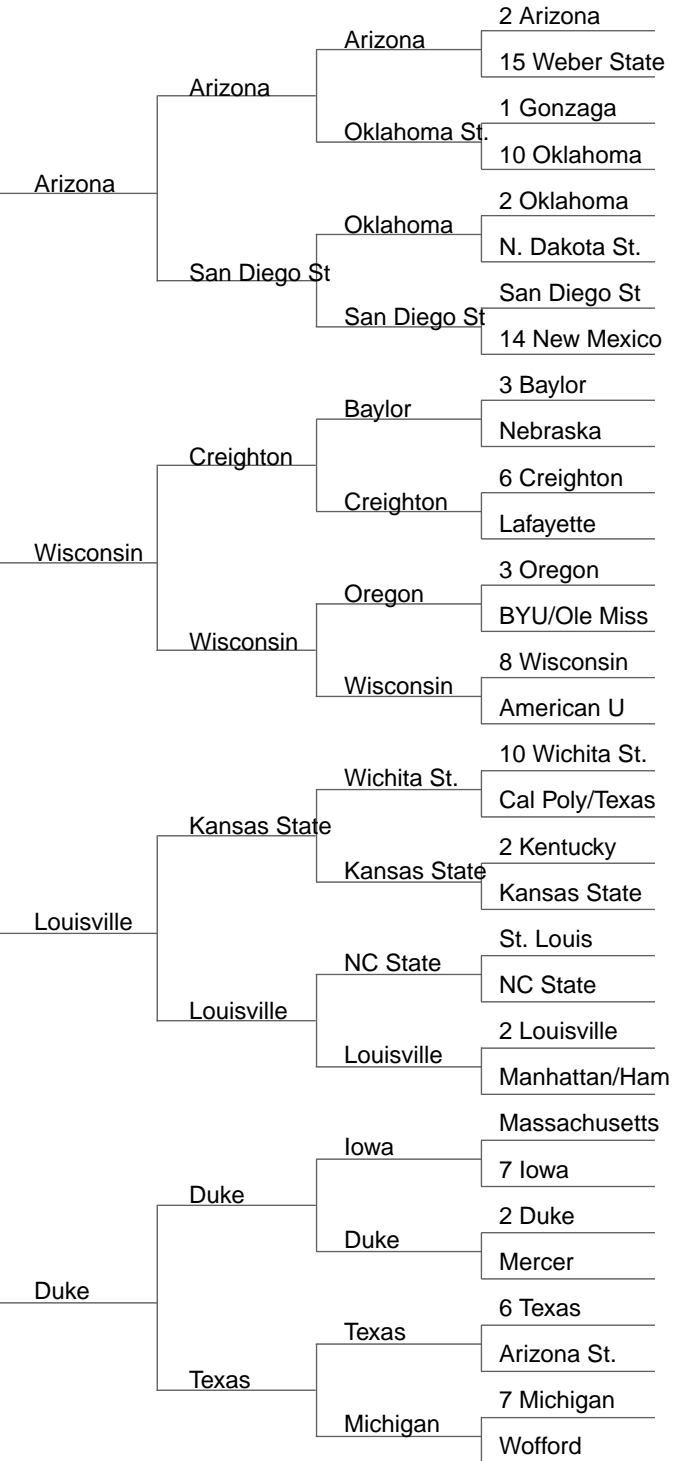 2 Arizona
Arizona
15 Weber State
Arizona
1 Gonzaga
Oklahoma St.
10 Oklahoma
Arizona
2 Oklahoma
Oklahoma
N. Dakota St.
San Diego St
San Diego St
San Diego St
14 New Mexico
3 Baylor
Baylor
Nebraska
Creighton
6 Creighton
Creighton
Lafayette
Wisconsin
3 Oregon
Oregon
BYU/Ole Miss
Wisconsin
8 Wisconsin
Wisconsin
American U
10 Wichita St.
Wichita St.
Cal Poly/Texas
Kansas State
2 Kentucky
Kansas State
Kansas State
Louisville
St. Louis
NC State
NC State
Louisville
2 Louisville
Louisville
Manhattan/Ham
Massachusetts
Iowa
7 Iowa
Duke
2 Duke
Duke
Mercer
Duke
6 Texas
Texas
Arizona St.
Texas
7 Michigan
Michigan
Wofford